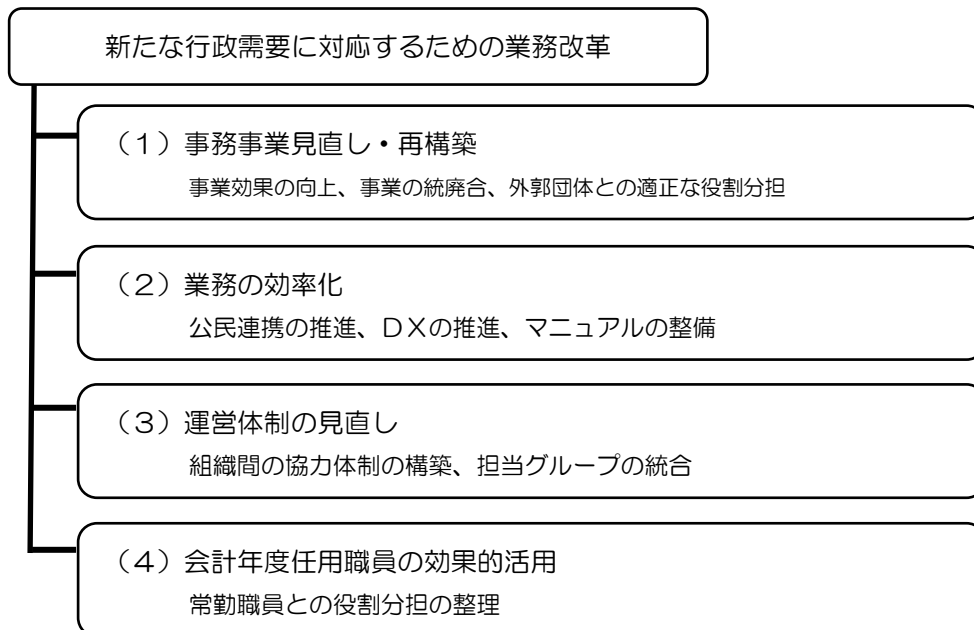 新たな行政需要に対応するための業務改革
（１）事務事業見直し・再構築
事業効果の向上、事業の統廃合、外郭団体との適正な役割分担
（２）業務の効率化
公民連携の推進、ＤＸの推進、マニュアルの整備
（３）運営体制の見直し
組織間の協力体制の構築、担当グループの統合
（４）会計年度任用職員の効果的活用
常勤職員との役割分担の整理